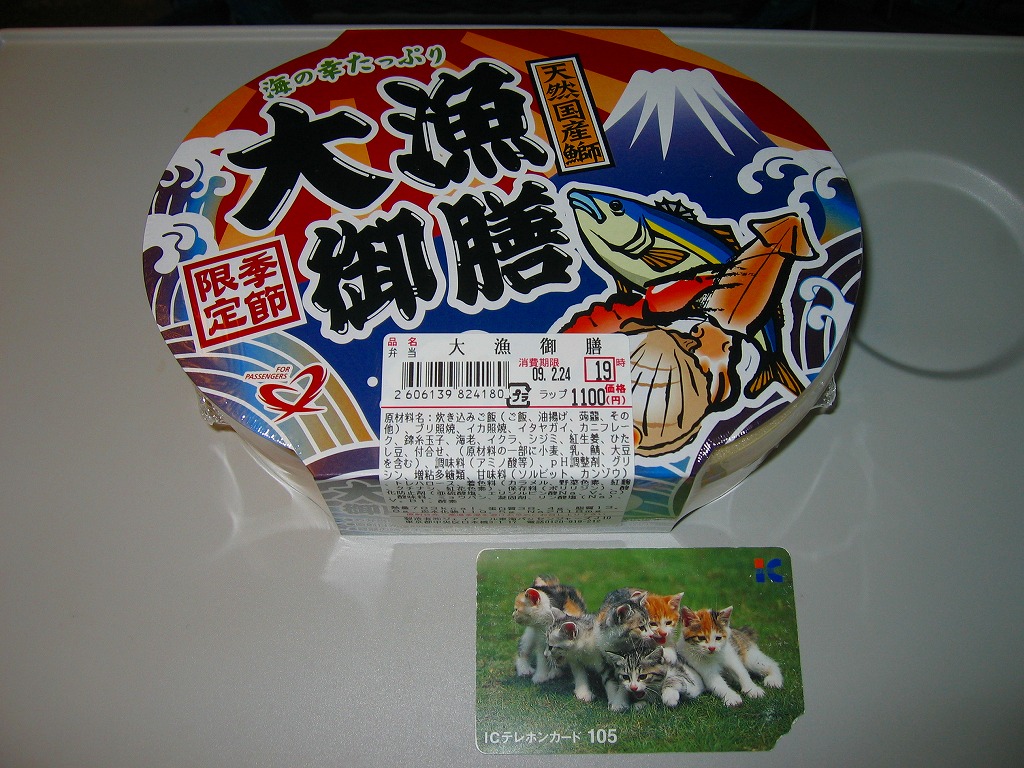 海の幸たっぷり
大漁
御膳
天然国産鰤
季節
限定
FOR
PASSENGERS
品名
弁当
大漁御膳
消費期限
09. 2.24 19時
2606139 824180
プラ
ラップ
価格
1100(円)
原材料名:炊き込みご飯(ご飯、油揚げ、蒟蒻、その
他)、ブリ照焼、イカ照焼、イタヤガイ、カニフレー
ク、錦糸玉子、海老、イクラ、シジミ、紅生姜、ひた
し豆、付合せ、(原材料の一部に小麦、乳、鯖、大豆
を含む)、調味料(アミノ酸等)、pH調整剤、グリ
シン、増粘多糖類、甘味料(ソルビット、カンゾウ)
IC
ICテレホンカード 105